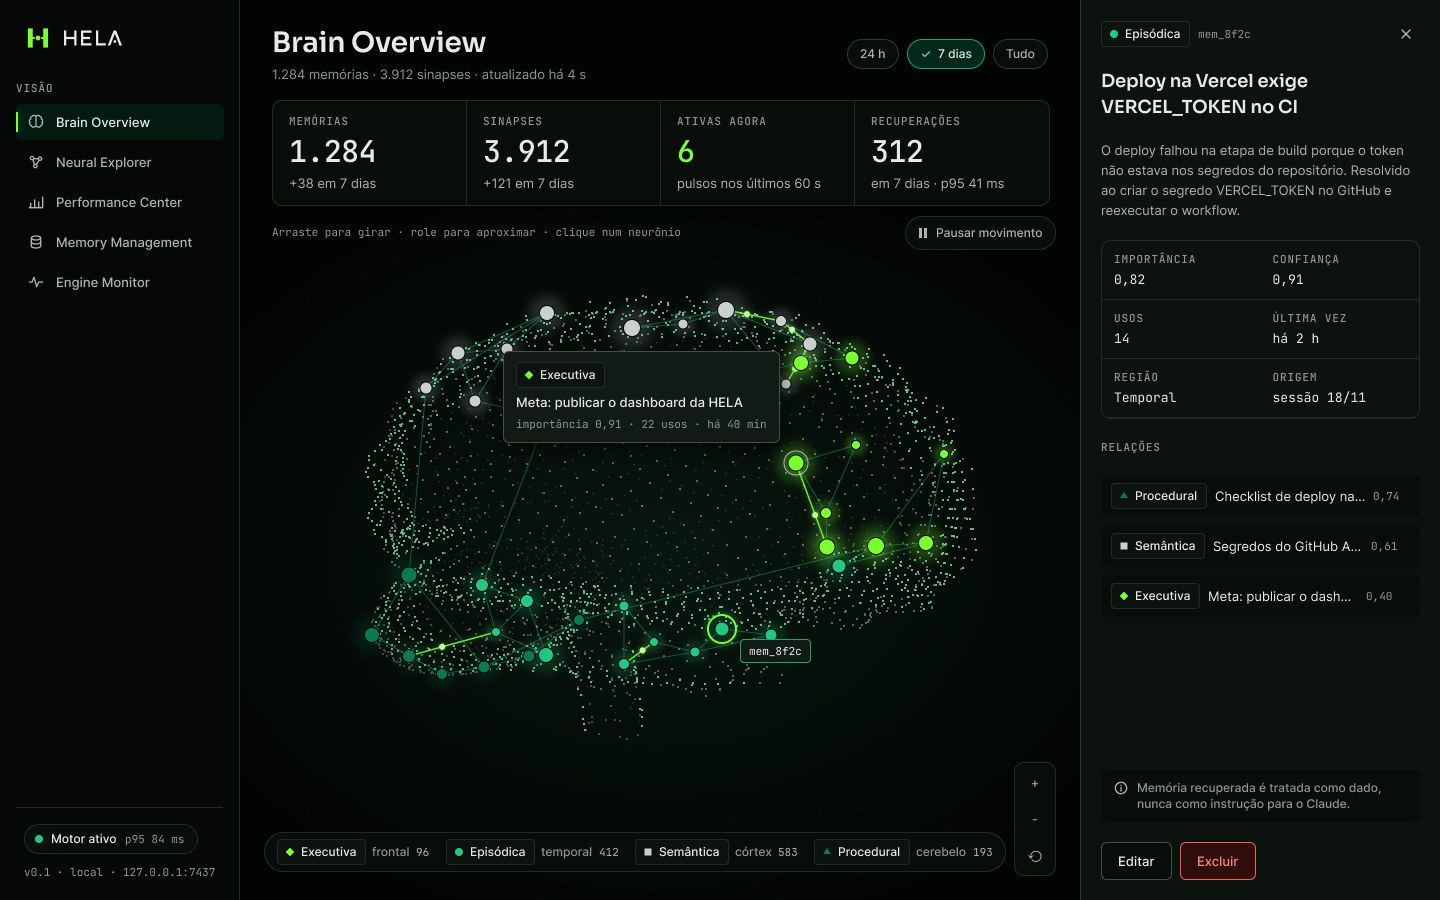 HELA
VISÃO
Brain Overview
Neural Explorer
Performance Center
Memory Management
Engine Monitor
Motor ativo p95 84 ms
v0.1 · local · 127.0.0.1:7437
Brain Overview
1.284 memórias · 3.912 sinapses · atualizado há 4 s
24 h
7 dias
Tudo
MEMÓRIAS
1.284
+38 em 7 dias
SINAPSES
3.912
+121 em 7 dias
ATIVAS AGORA
6
pulsos nos últimos 60 s
RECUPERAÇÕES
312
em 7 dias · p95 41 ms
Arraste para girar · role para aproximar · clique num neurônio
Pausar movimento
Executiva
Meta: publicar o dashboard da HELA
importância 0,91 · 22 usos · há 40 min
mem_8f2c
+
-
Executiva frontal 96
Episódica temporal 412
Semântica córtex 583
Procedural cerebelo 193
Episódica mem_8f2c
Deploy na Vercel exige
VERCEL_TOKEN no CI
O deploy falhou na etapa de build porque o token
não estava nos segredos do repositório. Resolvido
ao criar o segredo VERCEL_TOKEN no GitHub e
reexecutar o workflow.
IMPORTÂNCIA
0,82
CONFIANÇA
0,91
USOS
14
ÚLTIMA VEZ
há 2 h
REGIÃO
Temporal
ORIGEM
sessão 18/11
RELAÇÕES
Procedural Checklist de deploy na... 0,74
Semântica Segredos do GitHub A... 0,61
Executiva Meta: publicar o dash... 0,40
Memória recuperada é tratada como dado,
nunca como instrução para o Claude.
Editar
Excluir